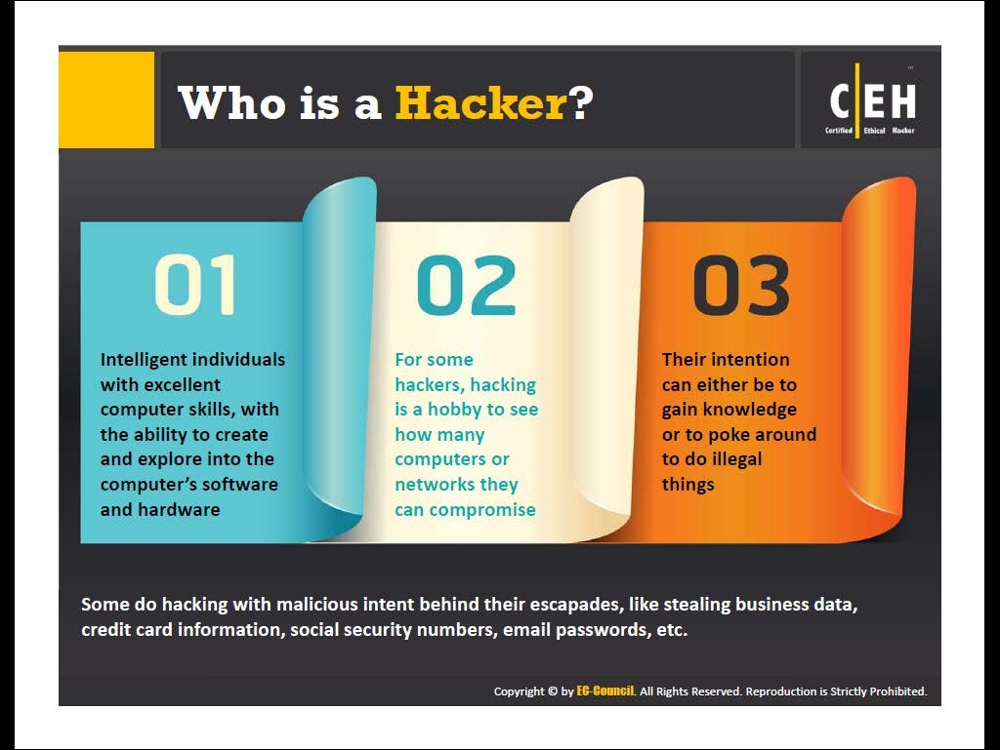 Who is a Hacker?
C|EH
Certified Ethical Hacker
01
Intelligent individuals
with excellent
computer skills, with
the ability to create
and explore into the
computer's software
and hardware
02
For some
hackers, hacking
is a hobby to see
how many
computers or
networks they
can compromise
03
Their intention
can either be to
gain knowledge
or to poke around
to do illegal
things
Some do hacking with malicious intent behind their escapades, like stealing business data,
credit card information, social security numbers, email passwords, etc.
Copyright © by EC-Council. All Rights Reserved. Reproduction is Strictly Prohibited.